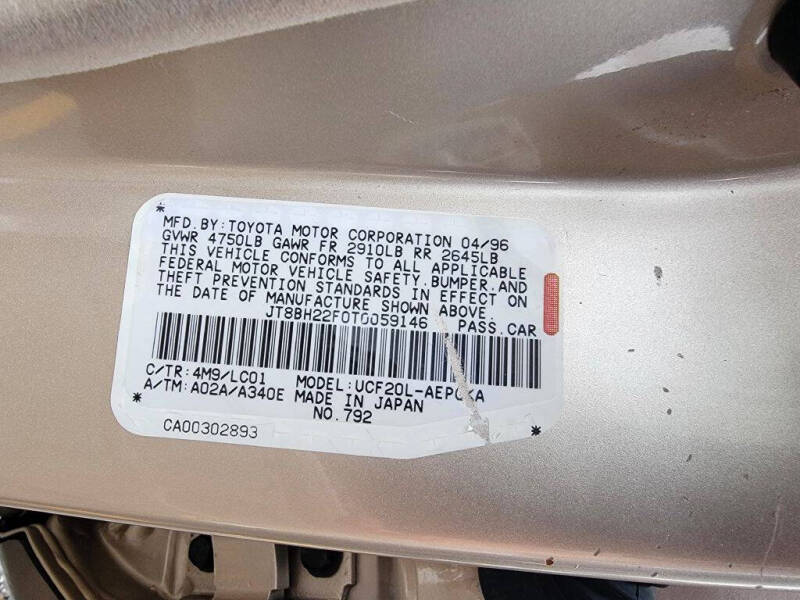 MFD. BY: TOYOTA MOTOR CORPORATION 04/96
GVWR 4750LB GAWR FR 2910LB RR 2645LB
THIS VEHICLE CONFORMS TO ALL APPLICABLE
FEDERAL MOTOR VEHICLE SAFETY, BUMPER, AND
THEFT PREVENTION STANDARDS IN EFFECT ON
THE DATE OF MANUFACTURE SHOWN ABOVE.
JT8BH22F0T0059146 PASS. CAR
C/TR: 4M9/LC01 MODEL: UCF20L-
A/TM: A02A/A340E MADE IN JAPAN
NO. 792
CA00302893